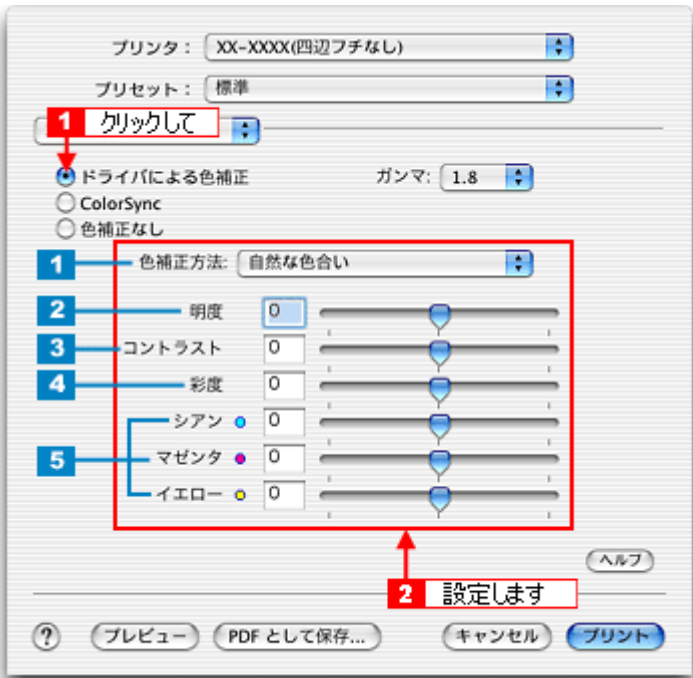 プリンタ： XX-XXXX(四辺フチなし)
プリセット： 標準
1 クリックして
ドライバによる色補正 ガンマ: 1.8
ColorSync
色補正なし
1 色補正方法: 自然な色合い
2 明度 0
3 コントラスト 0
4 彩度 0
シアン 0
5 マゼンタ 0
イエロー 0
ヘルプ
2 設定します
? プレビュー PDF として保存... キャンセル プリント